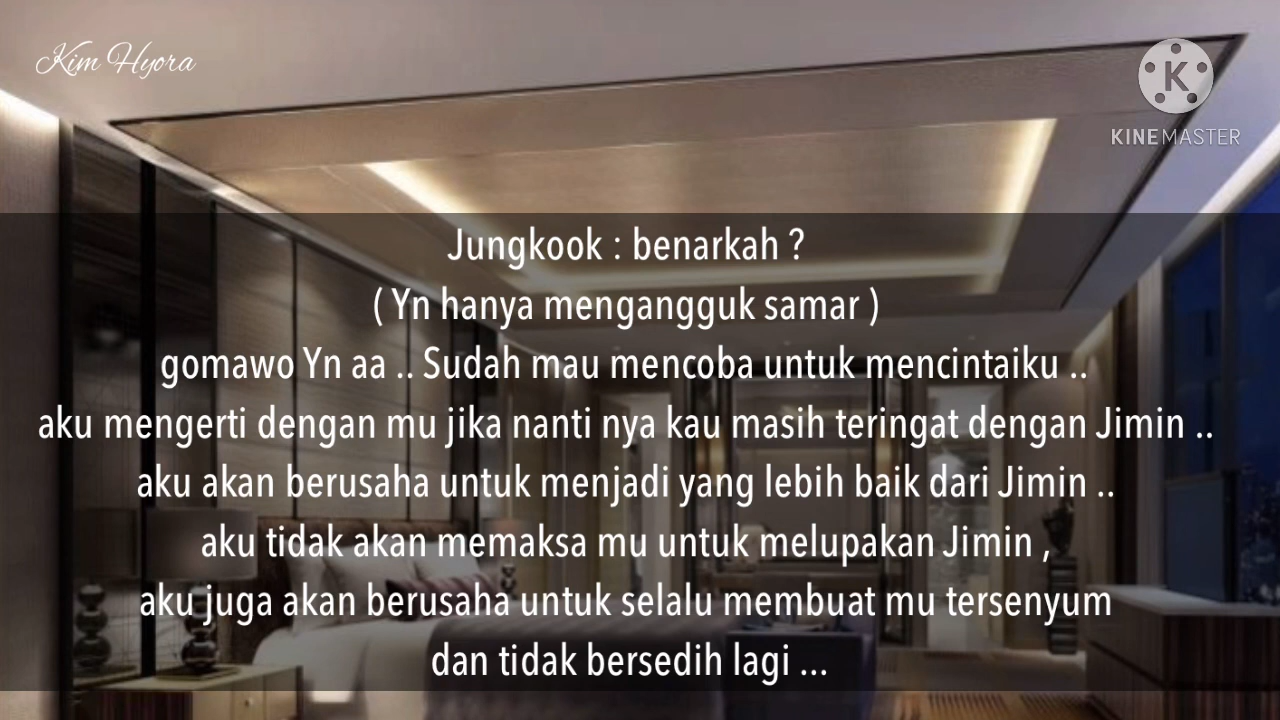 Kim Hyora
K
KINEMASTER
Jungkook : benarkah ?
( Yn hanya mengangguk samar )
gomawo Yn aa .. Sudah mau mencoba untuk mencintaiku ..
aku mengerti dengan mu jika nanti nya kau masih teringat dengan Jimin ..
aku akan berusaha untuk menjadi yang lebih baik dari Jimin ..
aku tidak akan memaksa mu untuk melupakan Jimin ,
aku juga akan berusaha untuk selalu membuat mu tersenyum
dan tidak bersedih lagi ...